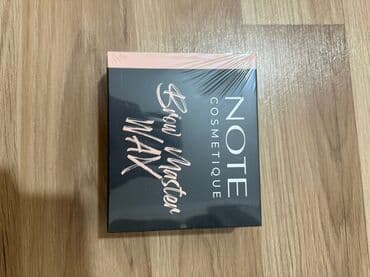 NOTE
COSMETIQUE
Brow Master
WAX